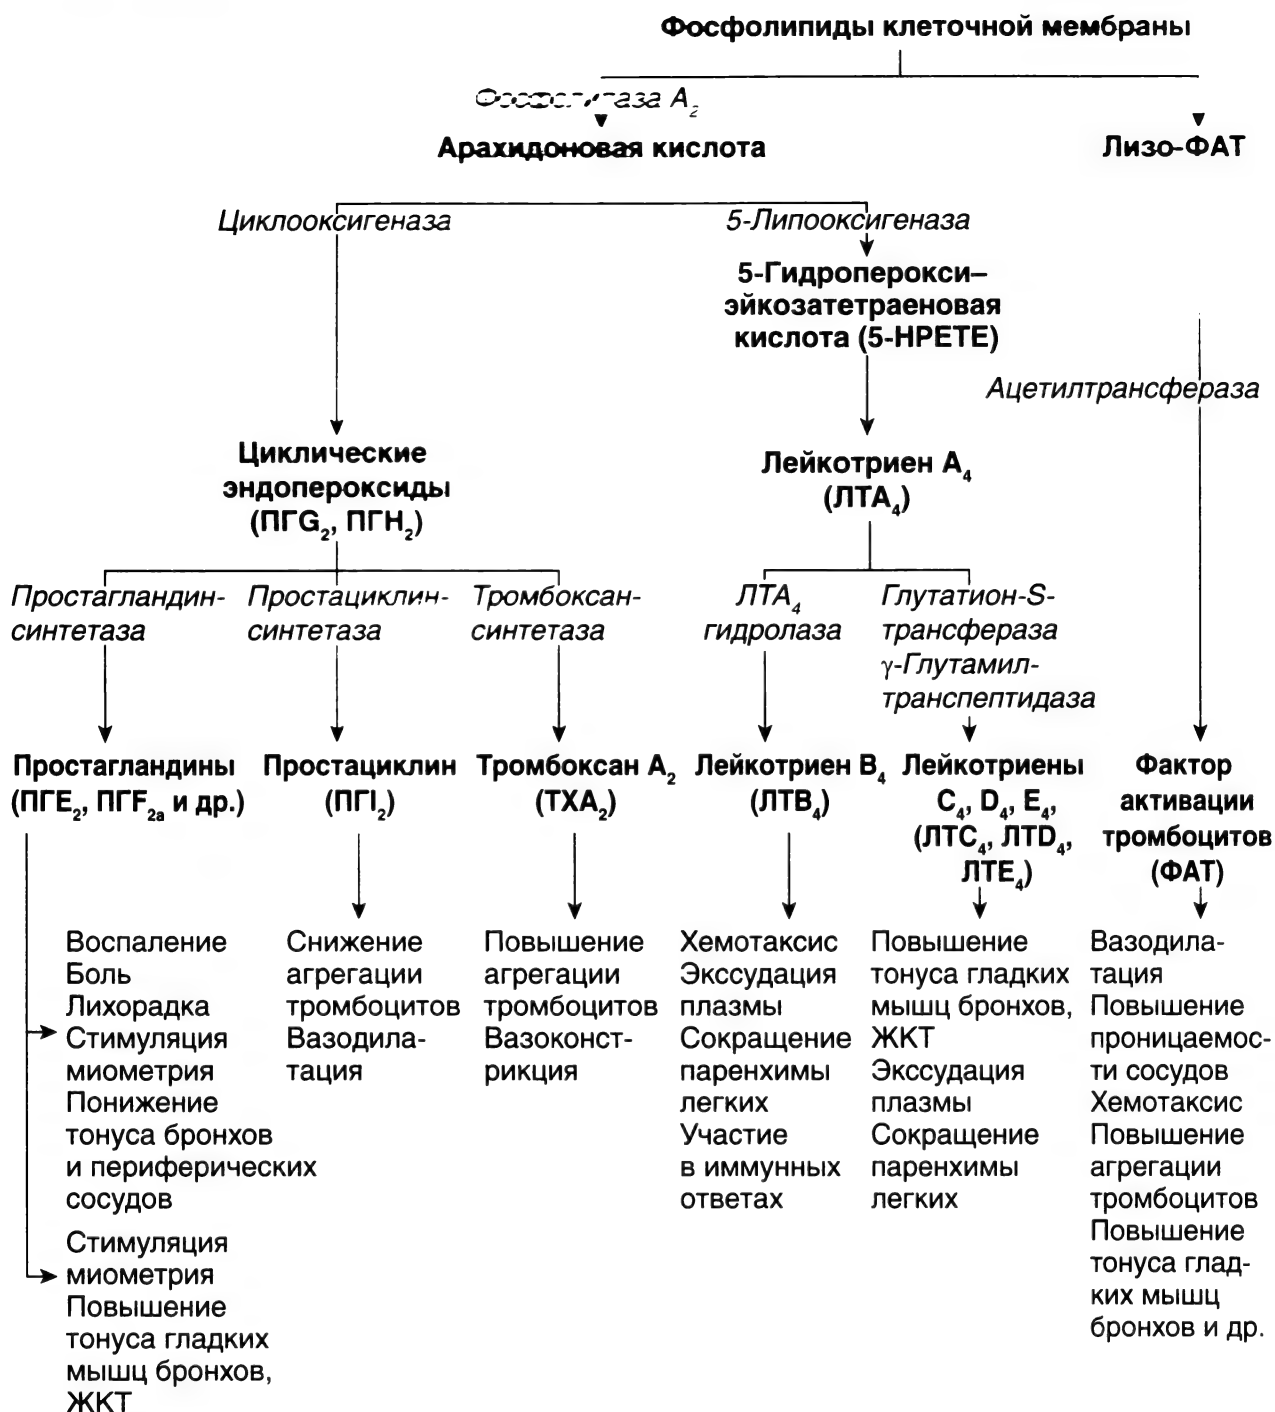 Фосфолипиды клеточной мембраны
Фосфолипаза A₂
Арахидоновая кислота
Лизо-ФАТ
Циклооксигеназа
5-Липооксигеназа
5-Гидроперокси–
эйкозатетраеновая
кислота (5-HPETE)
Ацетилтрансфераза
Циклические
эндопероксиды
(ПГG₂, ПГH₂)
Лейкотриен A₄
(ЛТA₄)
Простагландин-
синтетаза
Простациклин-
синтетаза
Тромбоксан-
синтетаза
ЛТA₄
гидролаза
Глутатион-S-
трансфераза
γ-Глутамил-
транспептидаза
Простагландины
(ПГE₂, ПГF₂ₐ и др.)
Простациклин
(ПГI₂)
Тромбоксан A₂
(ТХА₂)
Лейкотриен B₄
(ЛТB₄)
Лейкотриены
C₄, D₄, E₄,
(ЛТC₄, ЛТD₄,
ЛТE₄)
Фактор
активации
тромбоцитов
(ФАТ)
Воспаление
Боль
Лихорадка
Стимуляция
миометрия
Понижение
тонуса бронхов
и периферических
сосудов
Стимуляция
миометрия
Повышение
тонуса гладких
мышц бронхов,
ЖКТ
Снижение
агрегации
тромбоцитов
Вазодила-
тация
Повышение
агрегации
тромбоцитов
Вазоконст-
рикция
Хемотаксис
Экссудация
плазмы
Сокращение
паренхимы
легких
Участие
в иммунных
ответах
Повышение
тонуса гладких
мышц бронхов,
ЖКТ
Экссудация
плазмы
Сокращение
паренхимы
легких
Вазодила-
тация
Повышение
проницаемос-
ти сосудов
Хемотаксис
Повышение
агрегации
тромбоцитов
Повышение
тонуса глад-
ких мышц
бронхов и др.